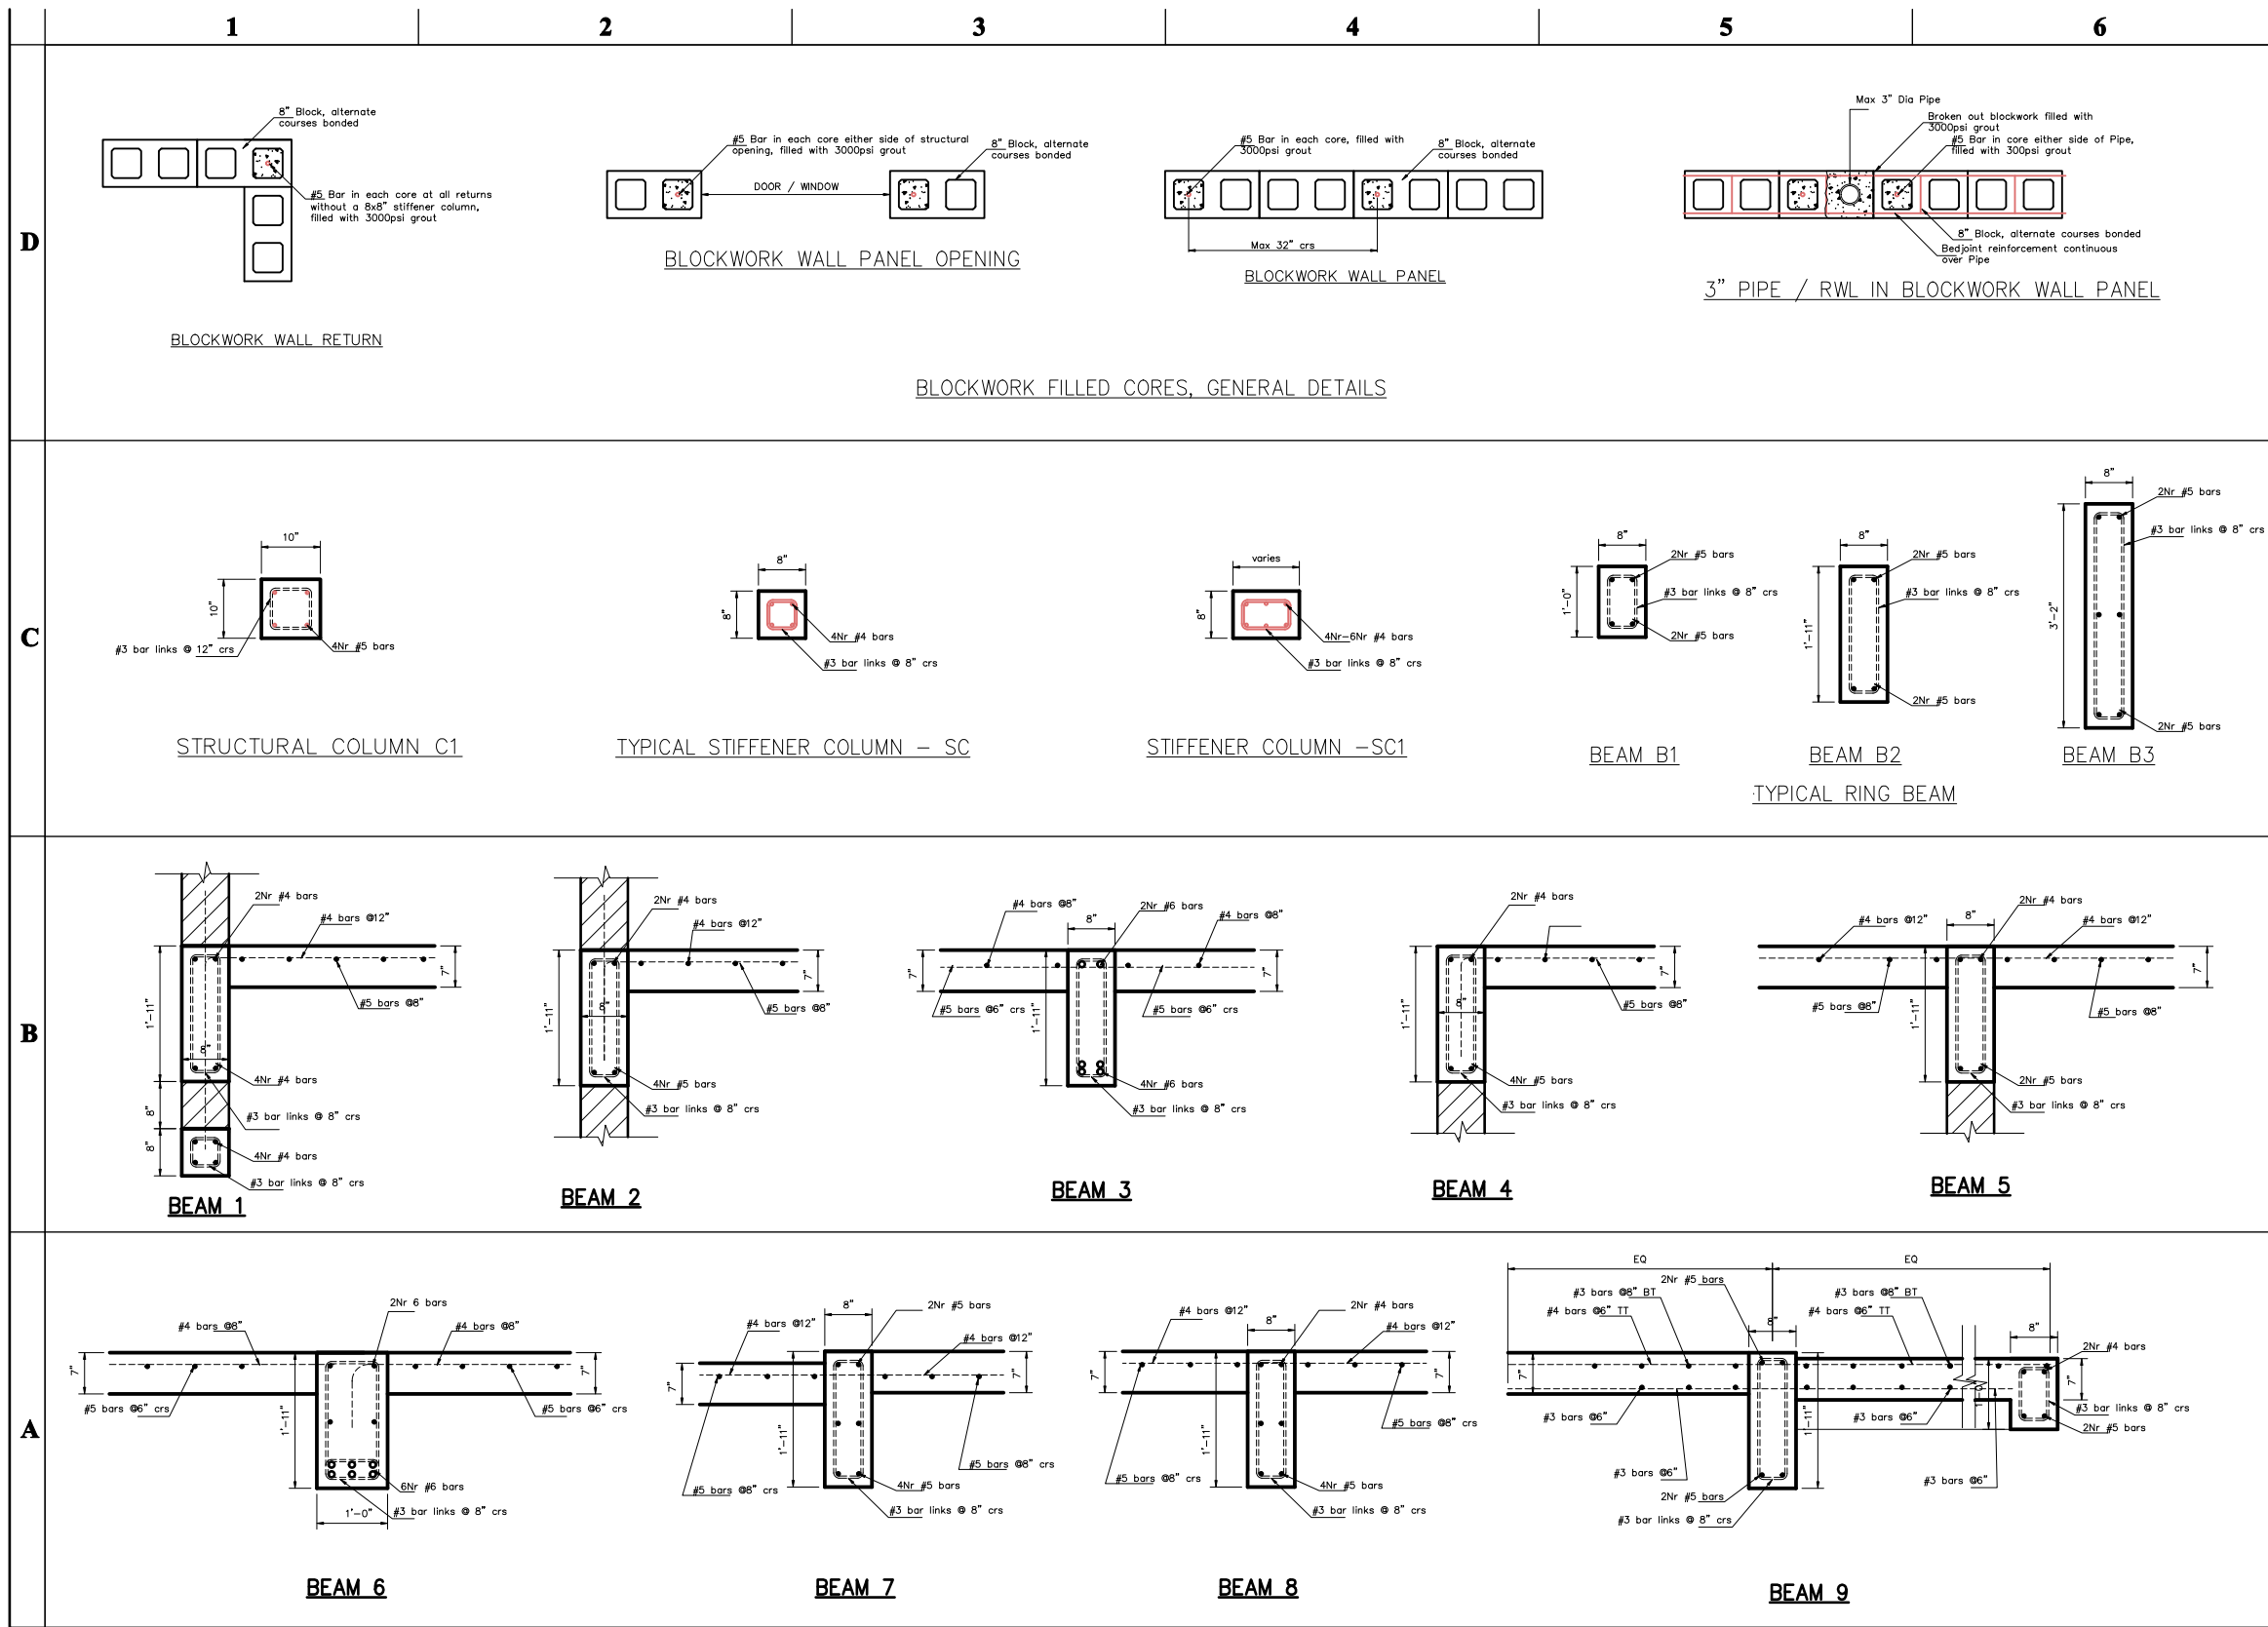 1
2
3
4
5
6
D
8" Block, alternate
courses bonded
#5 Bar in each core at all returns
without a 8x8" stiffener column,
filled with 3000psi grout
BLOCKWORK WALL RETURN
#5 Bar in each core either side of structural
opening, filled with 3000psi grout
8" Block, alternate
courses bonded
DOOR / WINDOW
BLOCKWORK WALL PANEL OPENING
#5 Bar in each core, filled with
3000psi grout
8" Block, alternate
courses bonded
Max 32" crs
BLOCKWORK WALL PANEL
Max 3" Dia Pipe
Broken out blockwork filled with
3000psi grout
#5 Bar in core either side of Pipe,
filled with 300psi grout
8" Block, alternate courses bonded
Bedjoint reinforcement continuous
over Pipe
3" PIPE / RWL IN BLOCKWORK WALL PANEL
BLOCKWORK FILLED CORES, GENERAL DETAILS
C
10"
10"
#3 bar links @ 12" crs
4Nr #5 bars
STRUCTURAL COLUMN C1
8"
8"
4Nr #4 bars
#3 bar links @ 8" crs
TYPICAL STIFFENER COLUMN - SC
varies
8"
4Nr-6Nr #4 bars
#3 bar links @ 8" crs
STIFFENER COLUMN -SC1
8"
1'-0"
2Nr #5 bars
#3 bar links @ 8" crs
2Nr #5 bars
BEAM B1
8"
1'-11"
2Nr #5 bars
#3 bar links @ 8" crs
2Nr #5 bars
BEAM B2
8"
3'-2"
2Nr #5 bars
#3 bar links @ 8" crs
2Nr #5 bars
BEAM B3
TYPICAL RING BEAM
B
2Nr #4 bars
#4 bars @12"
7"
#5 bars @8"
1'-11"
8"
4Nr #4 bars
#3 bar links @ 8" crs
8"
8"
4Nr #4 bars
#3 bar links @ 8" crs
BEAM 1
2Nr #4 bars
#4 bars @12"
7"
#5 bars @8"
8"
1'-11"
4Nr #5 bars
#3 bar links @ 8" crs
BEAM 2
#4 bars @8"
8"
2Nr #6 bars
#4 bars @8"
7"
7"
#5 bars @6" crs
1'-11"
#5 bars @6" crs
4Nr #6 bars
#3 bar links @ 8" crs
BEAM 3
2Nr #4 bars
7"
#5 bars @8"
8"
1'-11"
4Nr #5 bars
#3 bar links @ 8" crs
BEAM 4
#4 bars @12"
8"
2Nr #4 bars
#4 bars @12"
7"
#5 bars @8"
1'-11"
#5 bars @8"
2Nr #5 bars
#3 bar links @ 8" crs
BEAM 5
A
2Nr 6 bars
#4 bars @8"
#4 bars @8"
7"
7"
#5 bars @6" crs
1'-11"
#5 bars @6" crs
6Nr #6 bars
#3 bar links @ 8" crs
1'-0"
BEAM 6
8"
2Nr #5 bars
#4 bars @12"
#4 bars @12"
7"
7"
1'-11"
#5 bars @8" crs
#5 bars @8" crs
4Nr #5 bars
#3 bar links @ 8" crs
BEAM 7
#4 bars @12"
8"
2Nr #4 bars
#4 bars @12"
7"
7"
1'-11"
#5 bars @8" crs
#5 bars @8" crs
4Nr #5 bars
#3 bar links @ 8" crs
BEAM 8
EQ
EQ
2Nr #5 bars
#3 bars @8" BT
#4 bars @6" TT
#3 bars @8" BT
#4 bars @6" TT
8"
8"
2Nr #4 bars
7"
7"
1'-0"
1'-11"
#3 bars @6"
#3 bars @6"
#3 bar links @ 8" crs
2Nr #5 bars
#3 bars @6"
#3 bars @6"
2Nr #5 bars
#3 bar links @ 8" crs
BEAM 9